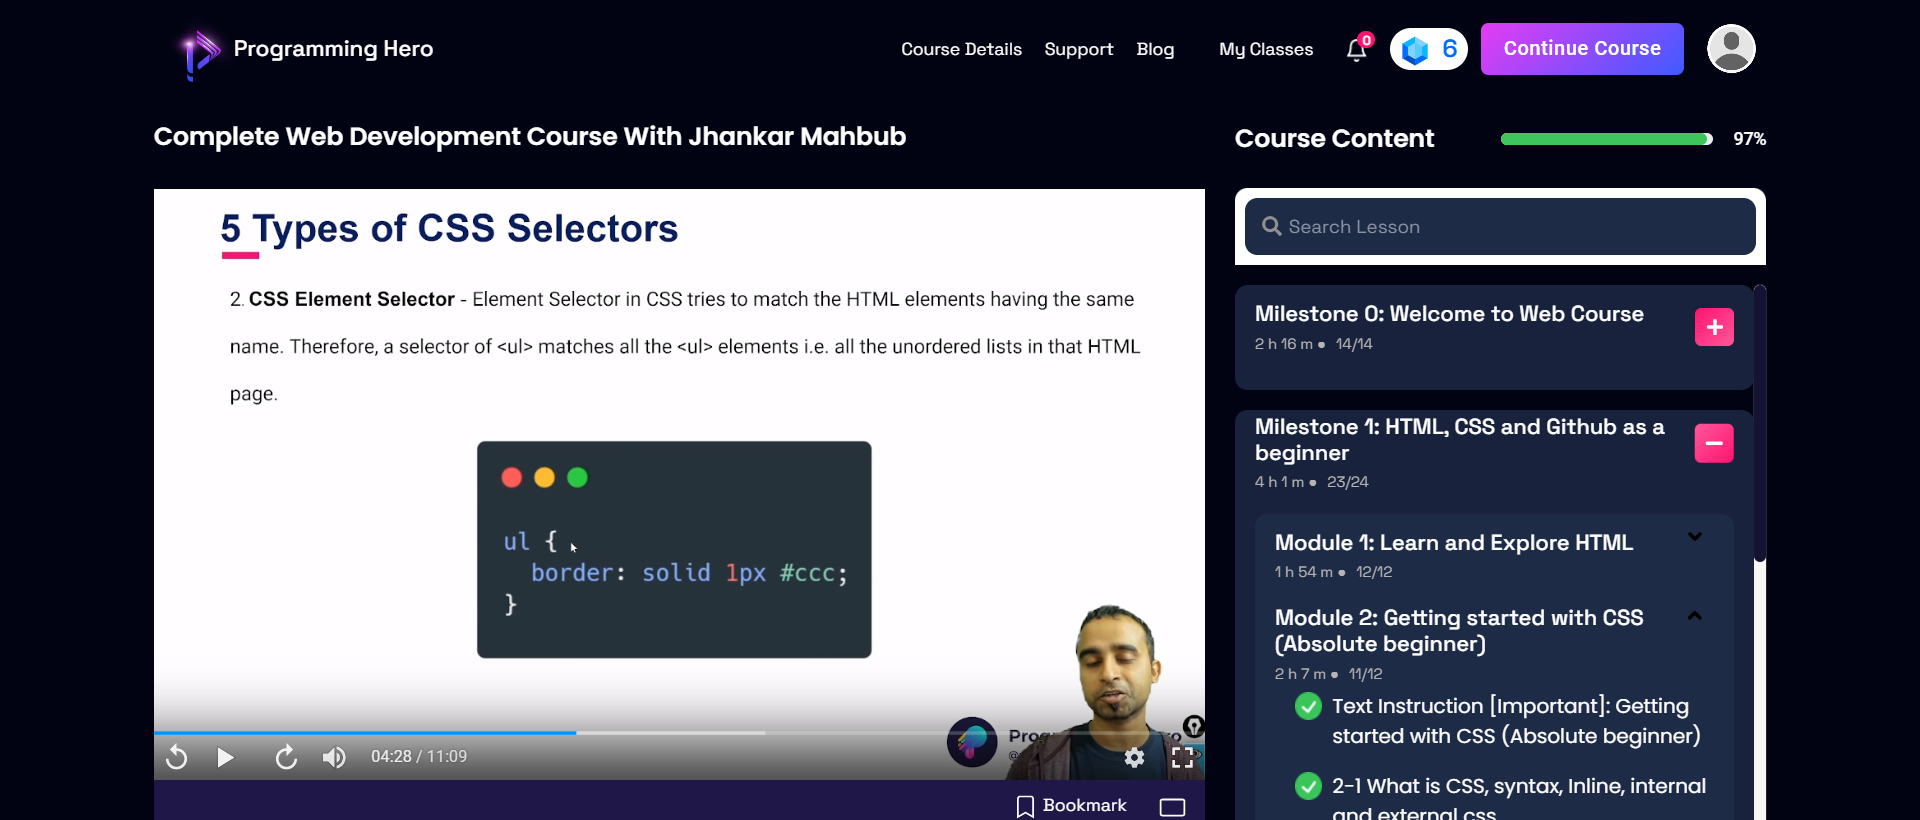 Programming Hero
Course Details Support Blog My Classes 0 6 Continue Course
Complete Web Development Course With Jhankar Mahbub
5 Types of CSS Selectors
2. CSS Element Selector - Element Selector in CSS tries to match the HTML elements having the same
name. Therefore, a selector of <ul> matches all the <ul> elements i.e. all the unordered lists in that HTML
page.
ul {
border: solid 1px #ccc;
}
04:28 / 11:09
Bookmark
Course Content 97%
Search Lesson
Milestone 0: Welcome to Web Course
2 h 16 m ● 14/14
Milestone 1: HTML, CSS and Github as a
beginner
4 h 1 m ● 23/24
Module 1: Learn and Explore HTML
1 h 54 m ● 12/12
Module 2: Getting started with CSS
(Absolute beginner)
2 h 7 m ● 11/12
Text Instruction [Important]: Getting
started with CSS (Absolute beginner)
2-1 What is CSS, syntax, Inline, internal
and external css